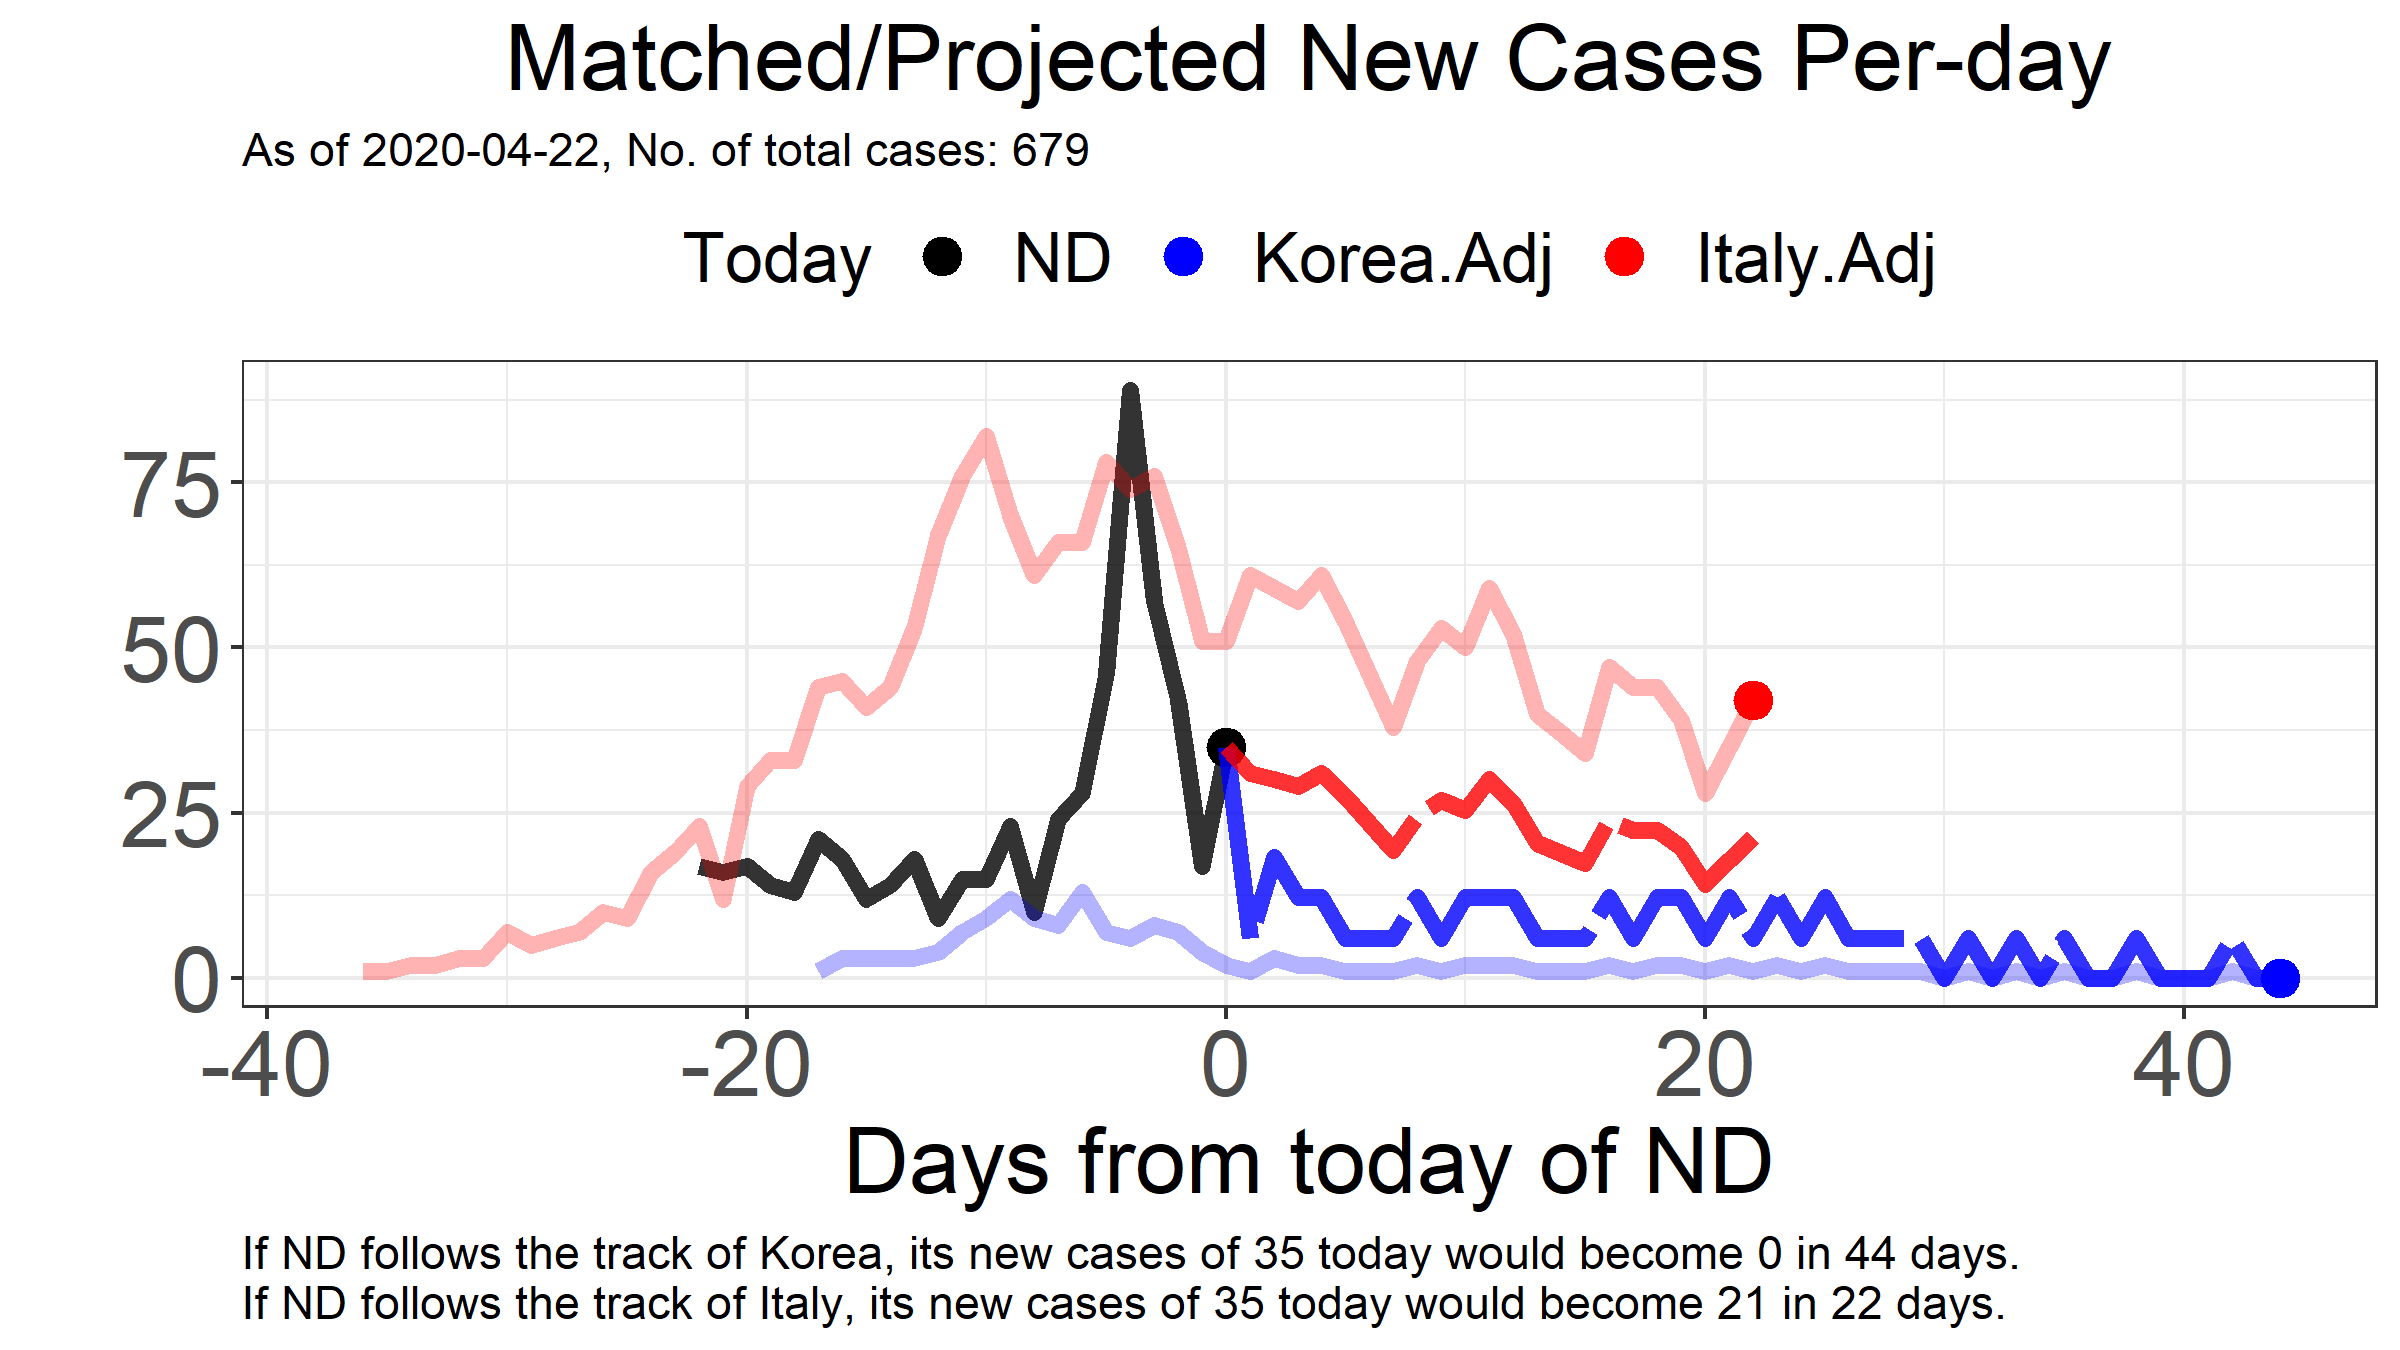 Matched/Projected New Cases Per-day
As of 2020-04-22, No. of total cases: 679
Today ND Korea.Adj Italy.Adj
75
50
25
0
-40 -20 0 20 40
Days from today of ND
If ND follows the track of Korea, its new cases of 35 today would become 0 in 44 days.
If ND follows the track of Italy, its new cases of 35 today would become 21 in 22 days.